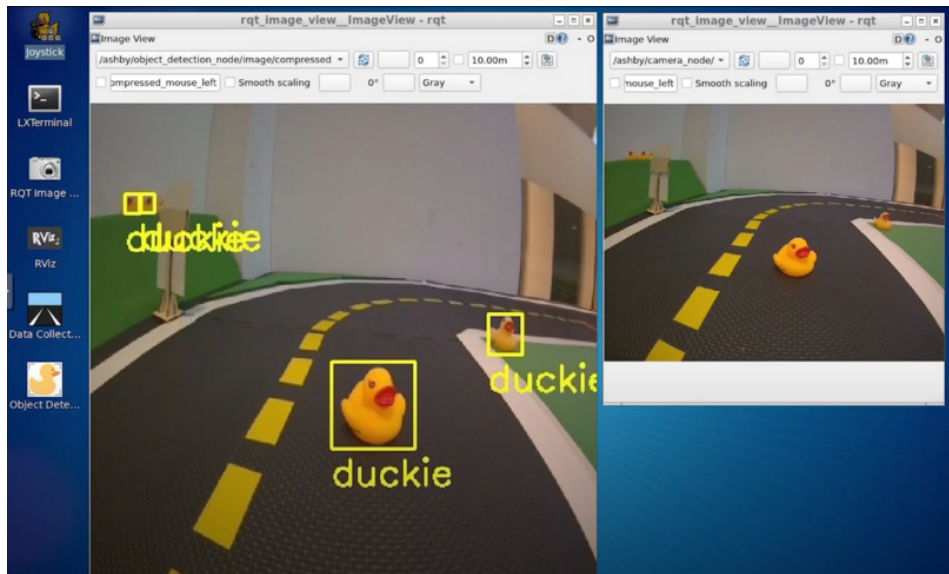 Joystick
LXTerminal
RQT Image ...
RViz
RViz
Data Collect...
Object Dete...
rqt_image_view__ImageView - rqt
Image View
D - O
/ashby/object_detection_node/image/compressed
0
10.00m
ompressed_mouse_left
Smooth scaling
0°
Gray
duckie
duckie
duckie
rqt_image_view__ImageView - rqt
Image View
D - O
/ashby/camera_node/
0
10.00m
mouse_left
Smooth scaling
0°
Gray